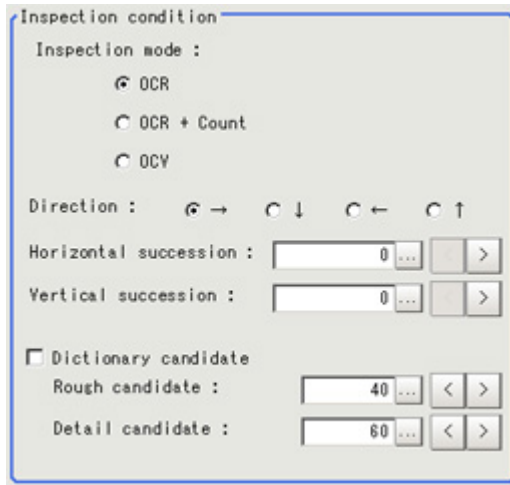 Inspection condition
Inspection mode :
OCR
OCR + Count
OCV
Direction : → ↓ ← ↑
Horizontal succession : 0 ... < >
Vertical succession : 0 ... < >
Dictionary candidate
Rough candidate : 40 ... < >
Detail candidate : 60 ... < >